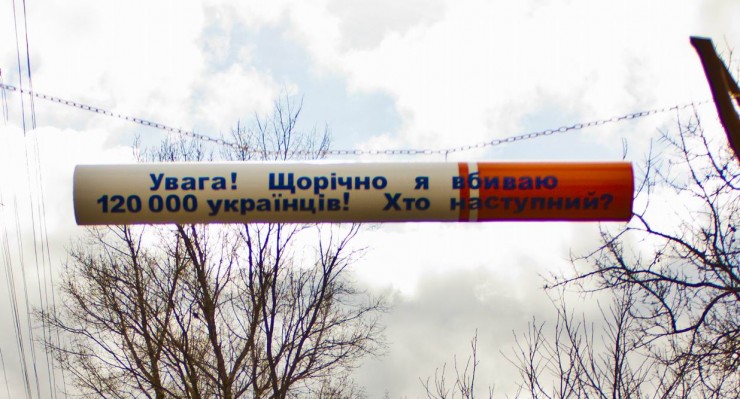 Увага! Щорічно я вбиваю
120 000 українців! Хто наступний?